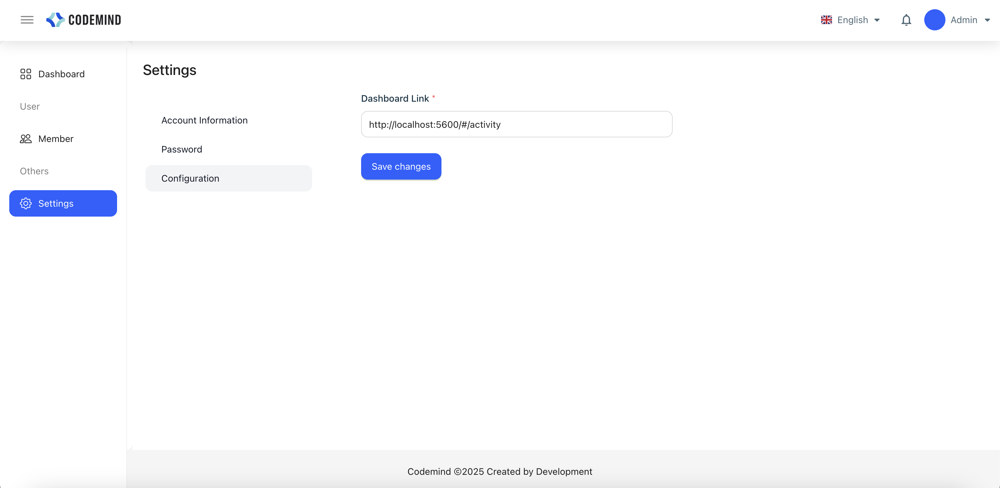 CODEMIND
English
Admin
Dashboard
User
Member
Others
Settings
Settings
Account Information
Password
Configuration
Dashboard Link *
http://localhost:5600/#/activity
Save changes
Codemind ©2025 Created by Development